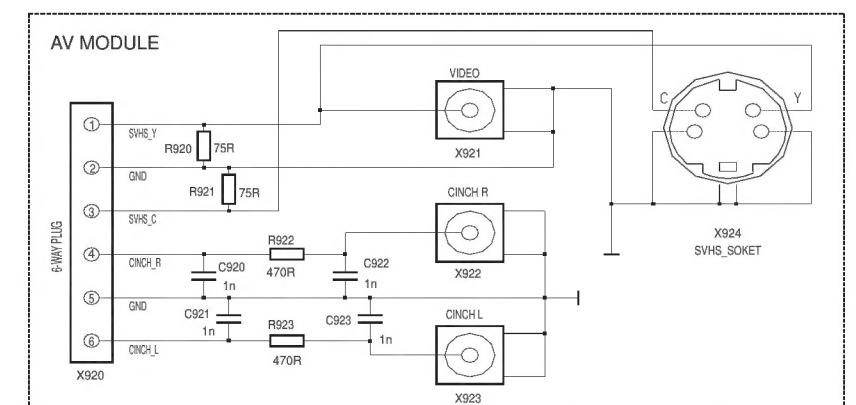 AV MODULE
VIDEO
X921
C
Y
X924
SVHS_SOKET
6-WAY PLUG
1
SVHS_Y
R920
75R
2
GND
R921
75R
3
SVHS_C
CINCH R
X922
4
CINCH_R
C920
1n
R922
470R
C922
1n
5
GND
C921
1n
R923
470R
C923
1n
CINCH L
X923
6
CINCH_L
X920